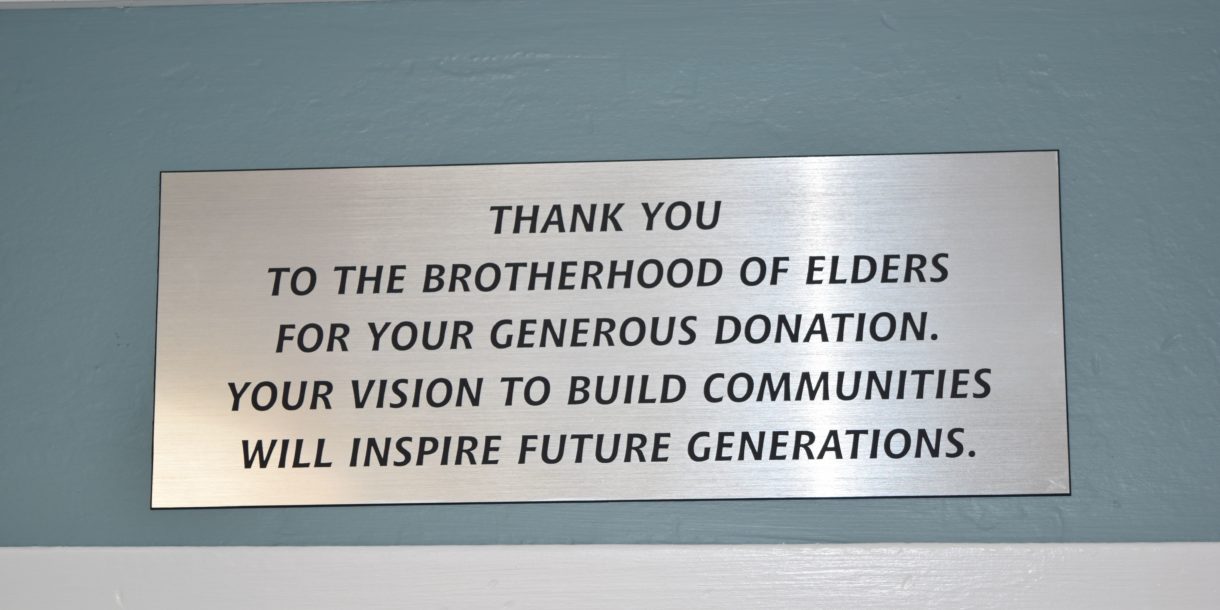 THANK YOU
TO THE BROTHERHOOD OF ELDERS
FOR YOUR GENEROUS DONATION.
YOUR VISION TO BUILD COMMUNITIES
WILL INSPIRE FUTURE GENERATIONS.